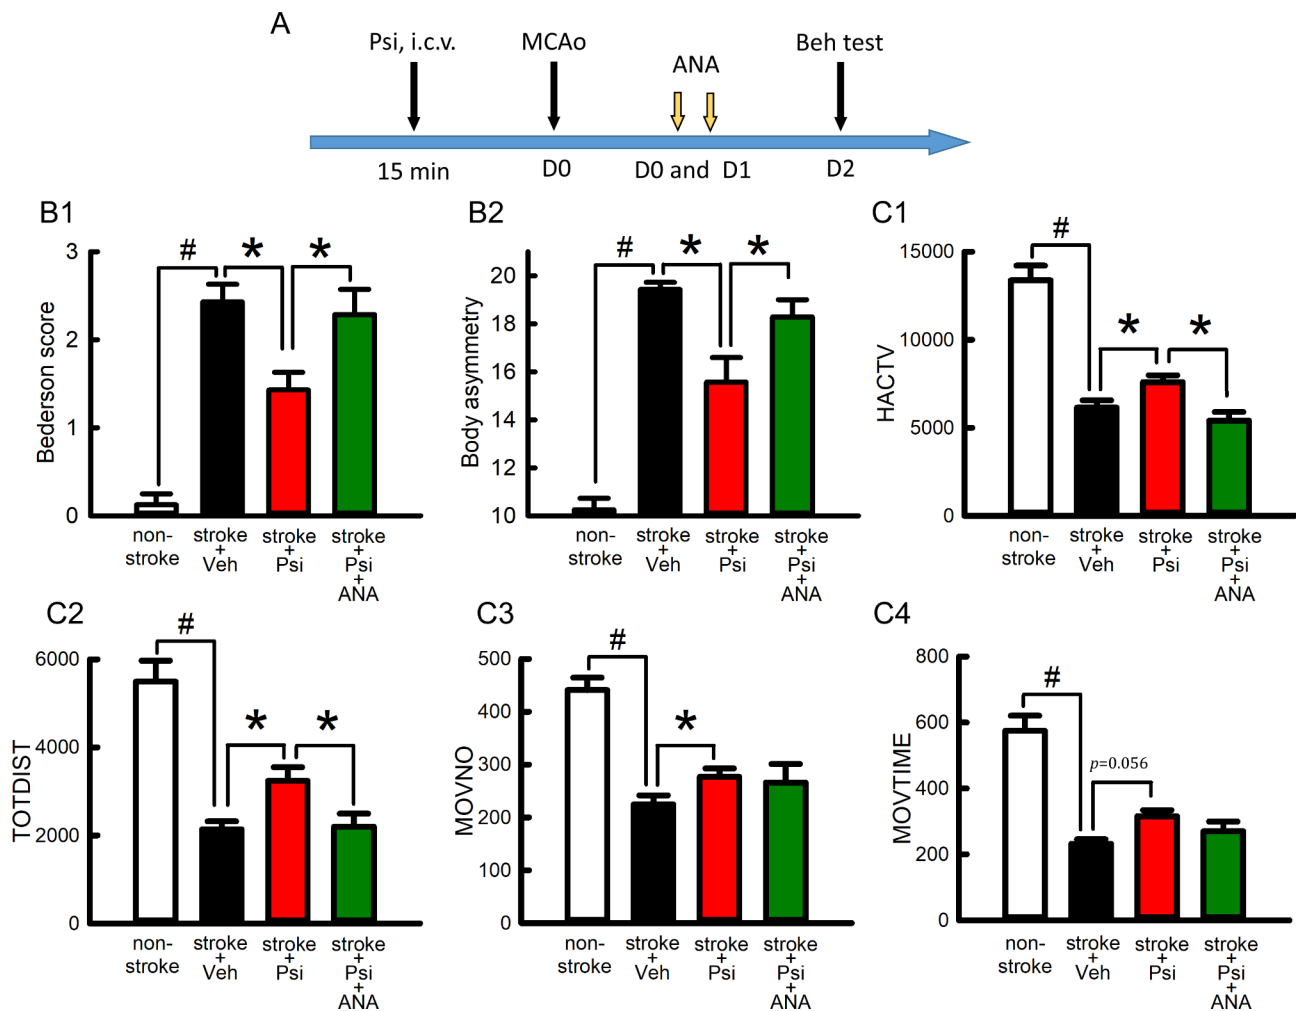 A
Psi, i.c.v.
MCAo
ANA
Beh test
15 min
D0
D0 and D1
D2
B1
Bederson score
3
2
1
0
#
*
*
non-
stroke
stroke
+
Veh
stroke
+
Psi
stroke
+
Psi
+
ANA
B2
Body asymmetry
20
18
16
14
12
10
#
*
*
non-
stroke
stroke
+
Veh
stroke
+
Psi
stroke
+
Psi
+
ANA
C1
HACTV
15000
10000
5000
0
#
*
*
non-
stroke
stroke
+
Veh
stroke
+
Psi
stroke
+
Psi
+
ANA
C2
TOTDIST
6000
4000
2000
0
#
*
*
non-
stroke
stroke
+
Veh
stroke
+
Psi
stroke
+
Psi
+
ANA
C3
MOVNO
500
400
300
200
100
0
#
*
non-
stroke
stroke
+
Veh
stroke
+
Psi
stroke
+
Psi
+
ANA
C4
MOVTIME
800
600
400
200
0
#
p=0.056
non-
stroke
stroke
+
Veh
stroke
+
Psi
stroke
+
Psi
+
ANA